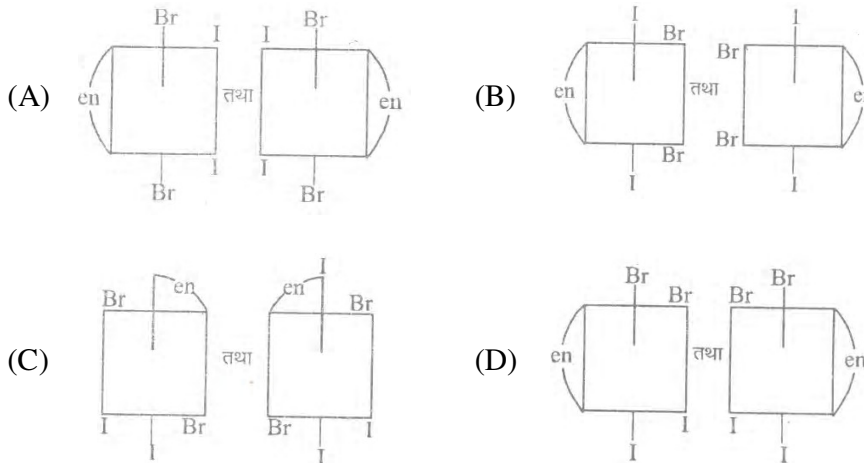 (A)
Br I I Br
en तथा en
I I
Br Br
(B)
I I
Br Br
en तथा e
Br Br
I I
(C)
I
en en
Br Br
तथा
I Br Br I
I I
(D)
Br Br
Br Br
en तथा en
I I I I